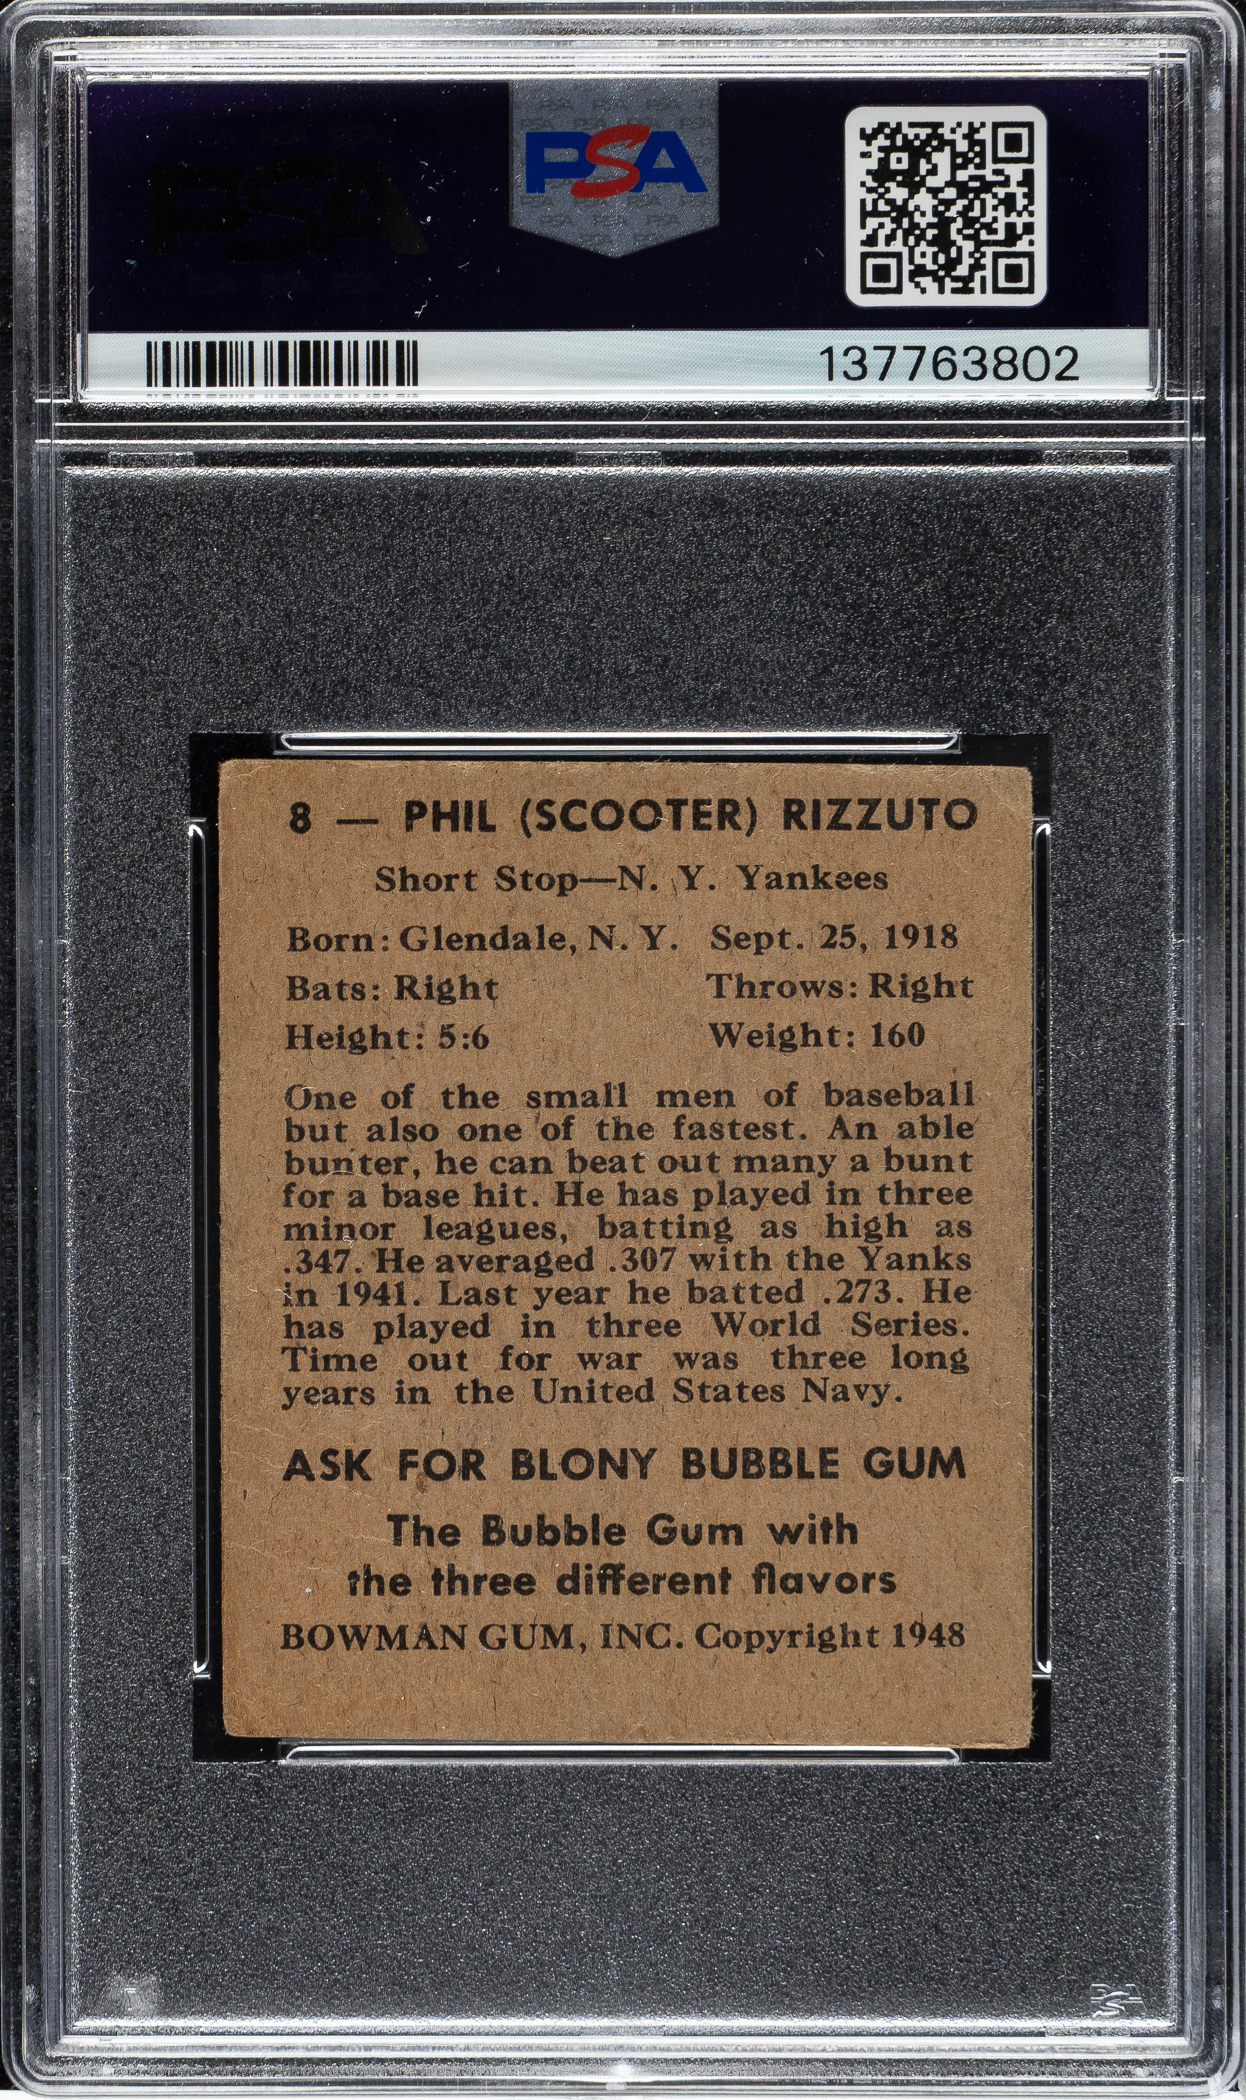 PSA
137763802
8 — PHIL (SCOOTER) RIZZUTO
Short Stop—N. Y. Yankees
Born: Glendale, N. Y. Sept. 25, 1918
Bats: Right Throws: Right
Height: 5:6 Weight: 160
One of the small men of baseball
but also one of the fastest. An able
bunter, he can beat out many a bunt
for a base hit. He has played in three
minor leagues, batting as high as
.347. He averaged .307 with the Yanks
in 1941. Last year he batted .273. He
has played in three World Series.
Time out for war was three long
years in the United States Navy.
ASK FOR BLONY BUBBLE GUM
The Bubble Gum with
the three different flavors
BOWMAN GUM, INC. Copyright 1948
PSA